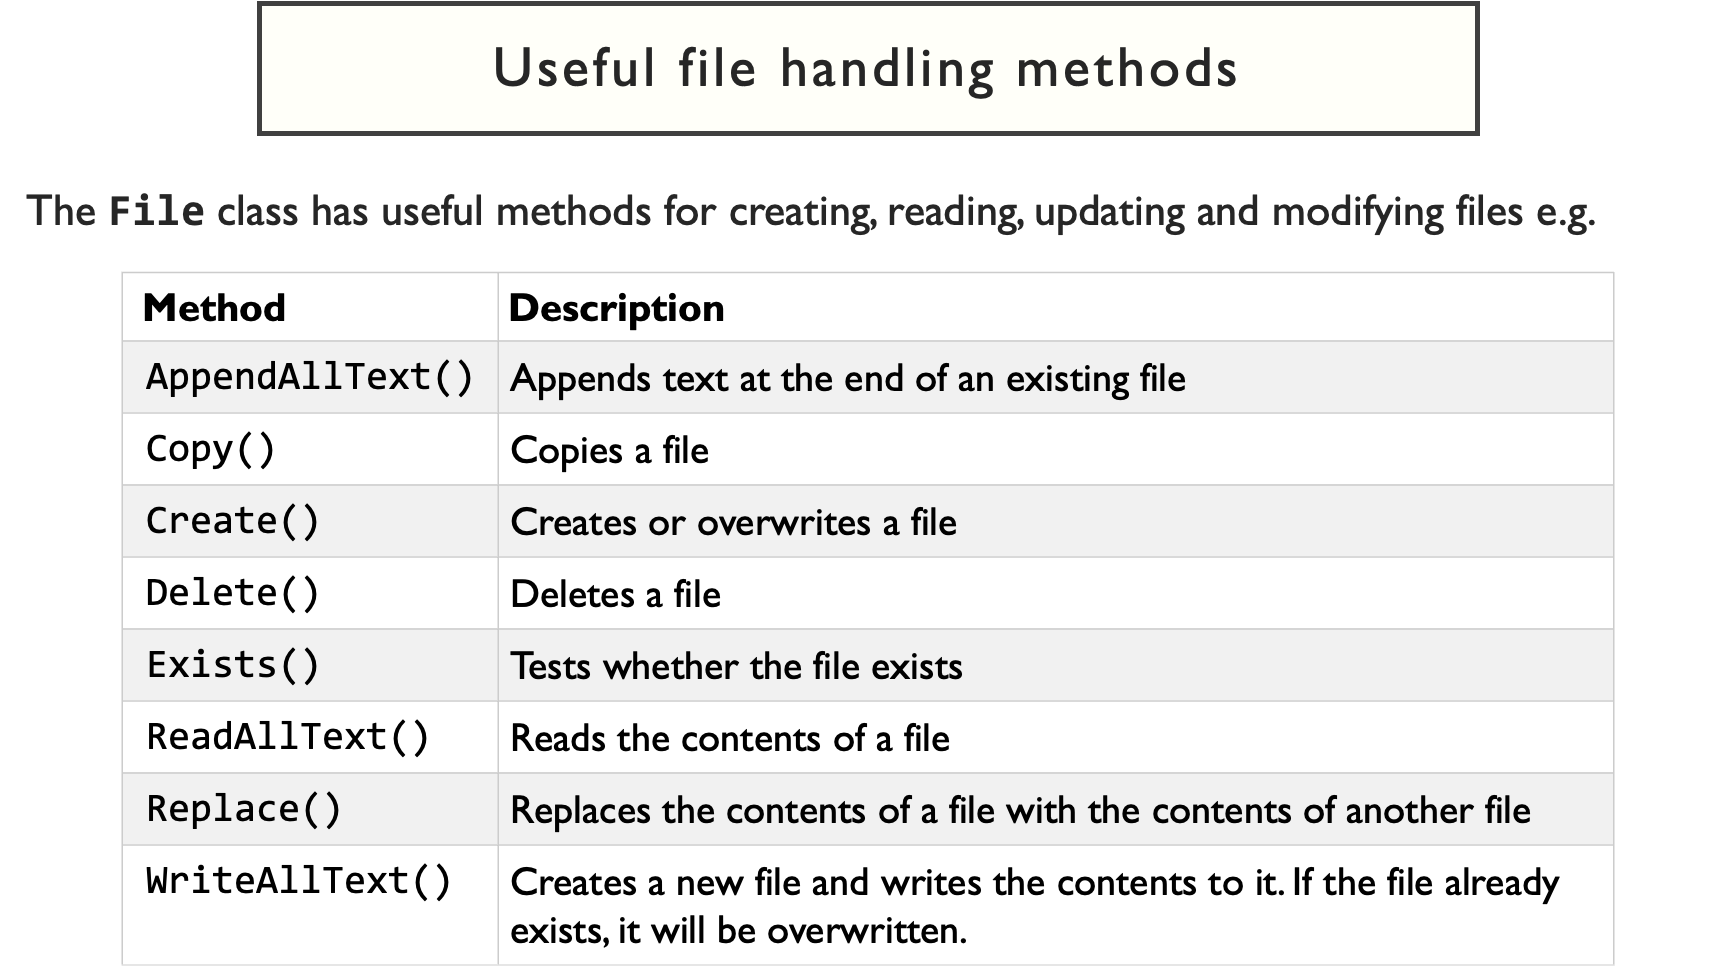 Useful file handling methods
The File class has useful methods for creating, reading, updating and modifying files e.g.
Method Description
AppendAllText() Appends text at the end of an existing file
Copy() Copies a file
Create() Creates or overwrites a file
Delete() Deletes a file
Exists() Tests whether the file exists
ReadAllText() Reads the contents of a file
Replace() Replaces the contents of a file with the contents of another file
WriteAllText() Creates a new file and writes the contents to it. If the file already
exists, it will be overwritten.